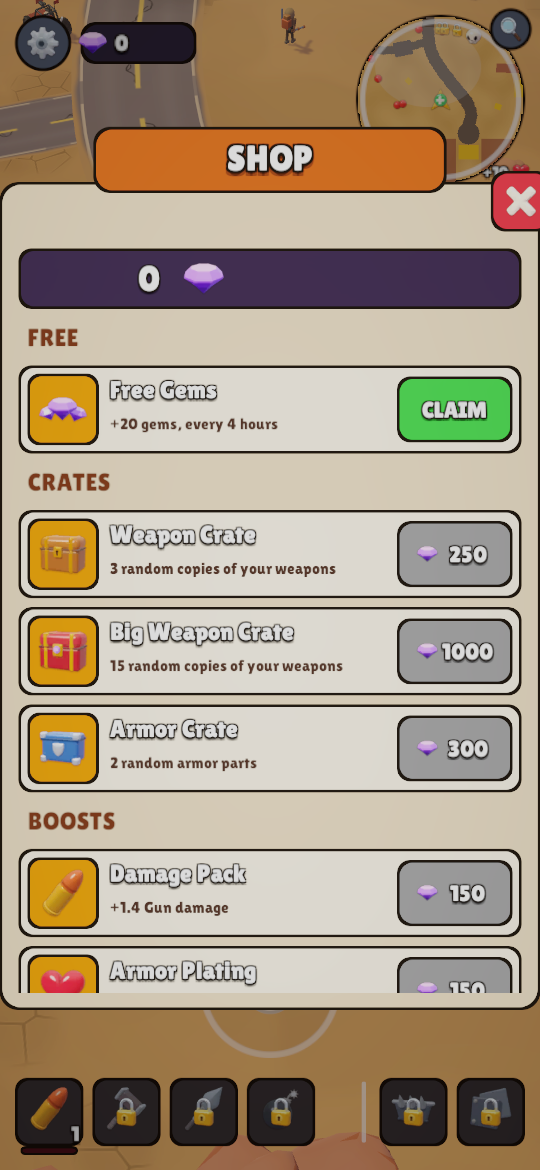 0
SHOP
0
FREE
Free Gems
+20 gems, every 4 hours
CLAIM
CRATES
Weapon Crate
3 random copies of your weapons
250
Big Weapon Crate
15 random copies of your weapons
1000
Armor Crate
2 random armor parts
300
BOOSTS
Damage Pack
+1.4 Gun damage
150
Armor Plating
150
1